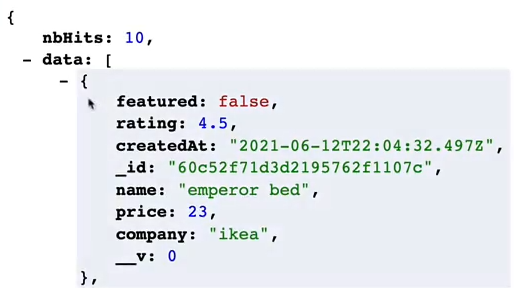 {
nbHits: 10,
- data: [
- {
featured: false,
rating: 4.5,
createdAt: "2021-06-12T22:04:32.497Z",
_id: "60c52f71d3d2195762f1107c",
name: "emperor bed",
price: 23,
company: "ikea",
__v: 0
},